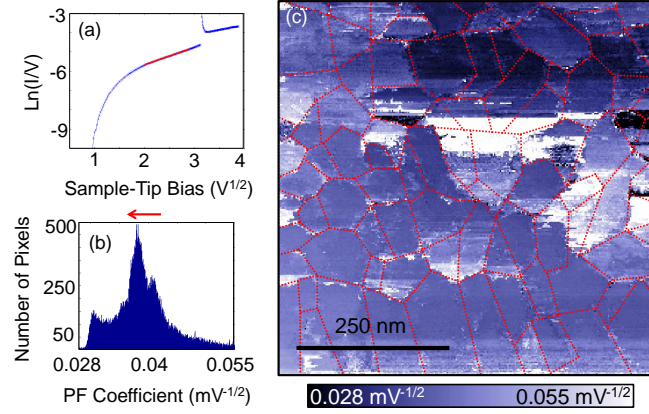 (a)
-3
-6
-9
Ln(I/V)
1 2 3 4
Sample-Tip Bias (V^1/2)
(b)
500
250
50
Number of Pixels
0.028 0.04 0.055
PF Coefficient (mV^-1/2)
(c)
250 nm
0.028 mV^-1/2 0.055 mV^-1/2